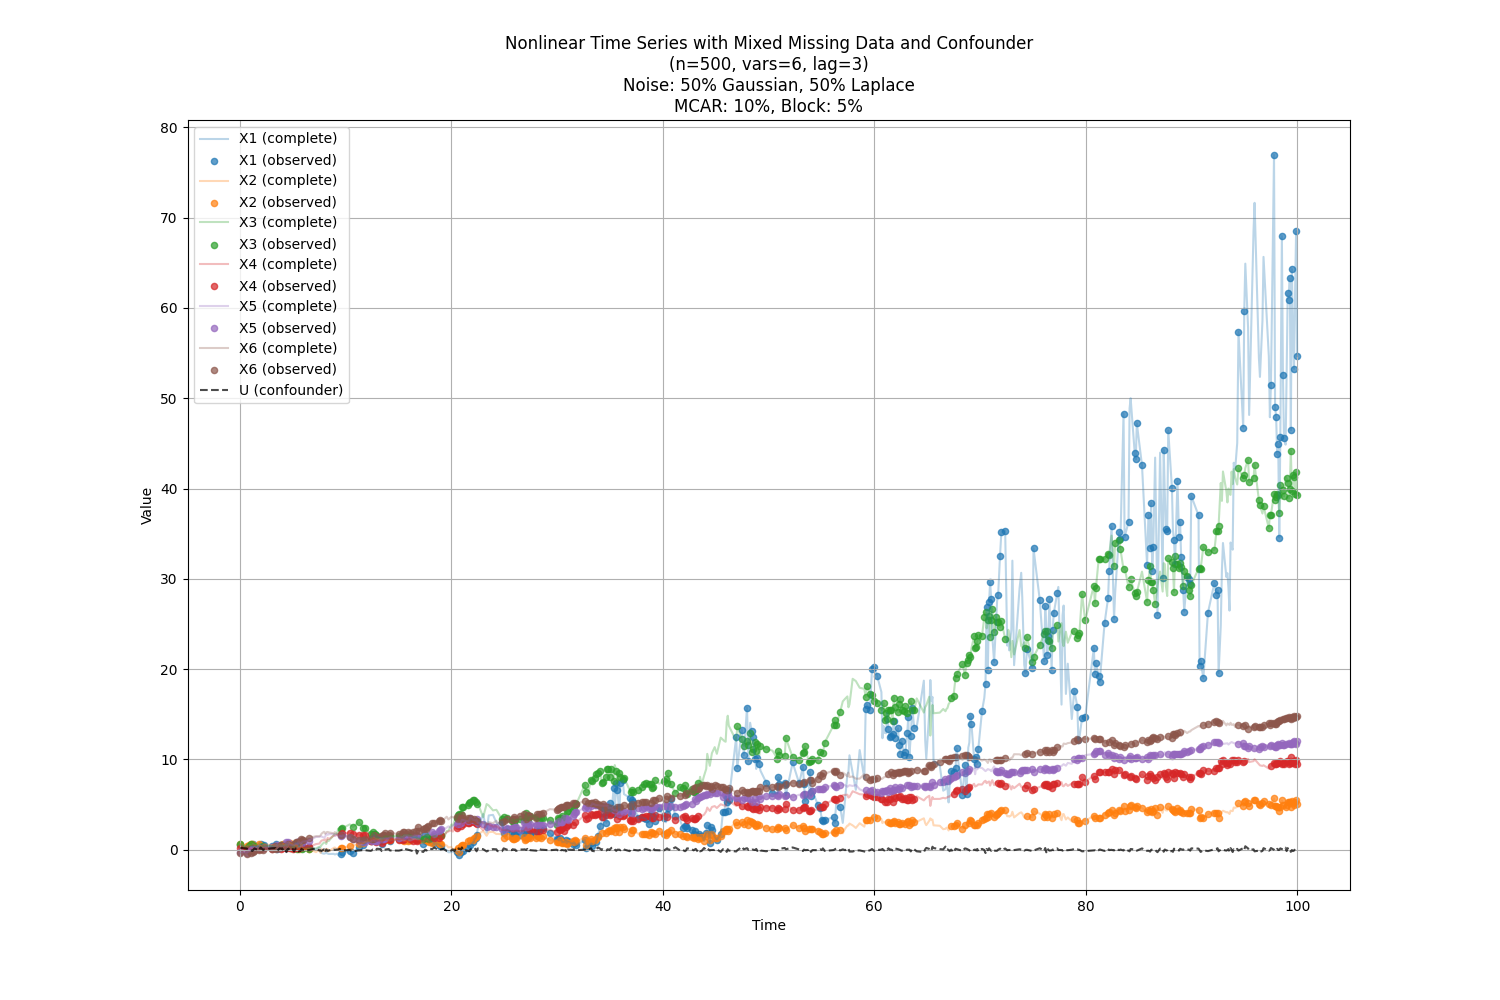 Nonlinear Time Series with Mixed Missing Data and Confounder
(n=500, vars=6, lag=3)
Noise: 50% Gaussian, 50% Laplace
MCAR: 10%, Block: 5%
X1 (complete)
X1 (observed)
X2 (complete)
X2 (observed)
X3 (complete)
X3 (observed)
X4 (complete)
X4 (observed)
X5 (complete)
X5 (observed)
X6 (complete)
X6 (observed)
U (confounder)
Value
80
70
60
50
40
30
20
10
0
0 20 40 60 80 100
Time